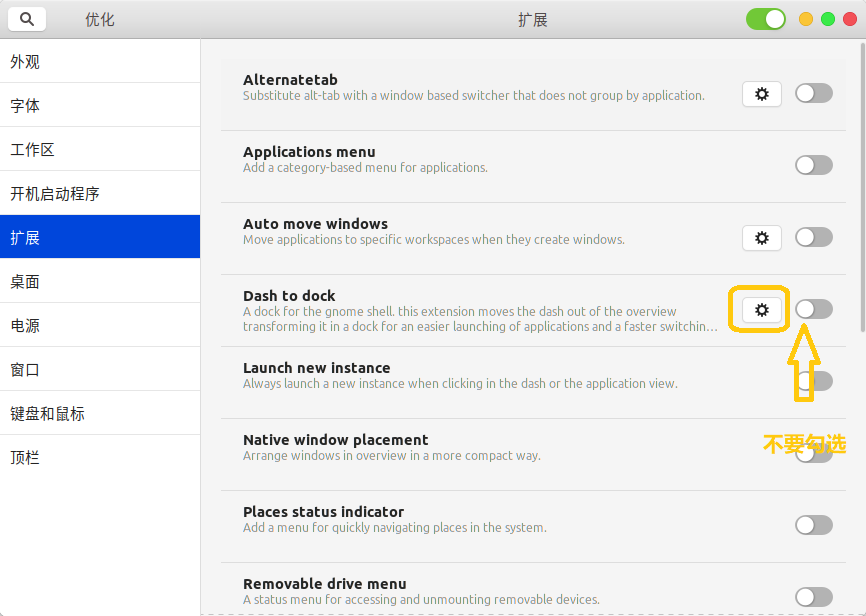 优化
扩展
外观
字体
工作区
开机启动程序
扩展
桌面
电源
窗口
键盘和鼠标
顶栏
Alternatetab
Substitute alt-tab with a window based switcher that does not group by application.
Applications menu
Add a category-based menu for applications.
Auto move windows
Move applications to specific workspaces when they create windows.
Dash to dock
A dock for the gnome shell. this extension moves the dash out of the overview
transforming it in a dock for an easier launching of applications and a faster switchin...
Launch new instance
Always launch a new instance when clicking in the dash or the application view.
不要勾选
Native window placement
Arrange windows in overview in a more compact way.
Places status indicator
Add a menu for quickly navigating places in the system.
Removable drive menu
A status menu for accessing and unmounting removable devices.